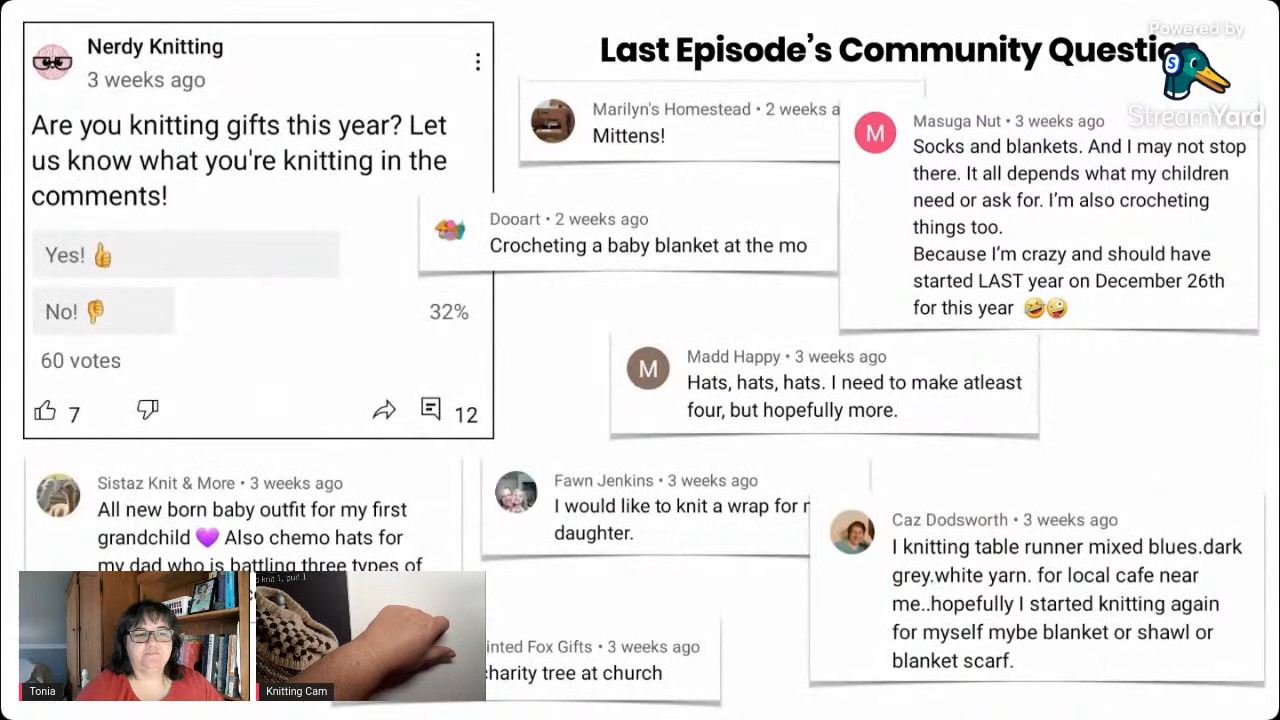 Powered by
StreamYard
Last Episode's Community
Nerdy Knitting
3 weeks ago
Are you knitting gifts this year? Let
us know what you're knitting in the
comments!
Yes! 👍
No! 👎 32%
60 votes
7
12
Marilyn's Homestead • 2 weeks
Mittens!
Masuga Nut • 3 weeks ago
Socks and blankets. And I may not stop
there. It all depends what my children
need or ask for. I'm also crocheting
things too.
Because I'm crazy and should have
started LAST year on December 26th
for this year 🤣🤪
Dooart • 2 weeks ago
Crocheting a baby blanket at the mo
M
M
Madd Happy • 3 weeks ago
Hats, hats, hats. I need to make atleast
four, but hopefully more.
Sistaz Knit & More • 3 weeks ago
All new born baby outfit for my first
grandchild 💜 Also chemo hats for
my dad who is battling three types of
Fawn Jenkins • 3 weeks ago
I would like to knit a wrap for
daughter.
Caz Dodsworth • 3 weeks ago
I knitting table runner mixed blues.dark
grey.white yarn. for local cafe near
me..hopefully I started knitting again
for myself mybe blanket or shawl or
blanket scarf.
Fox Gifts • 3 weeks ago
tree at church
knit 1, purl 1
Tonia
Knitting Cam